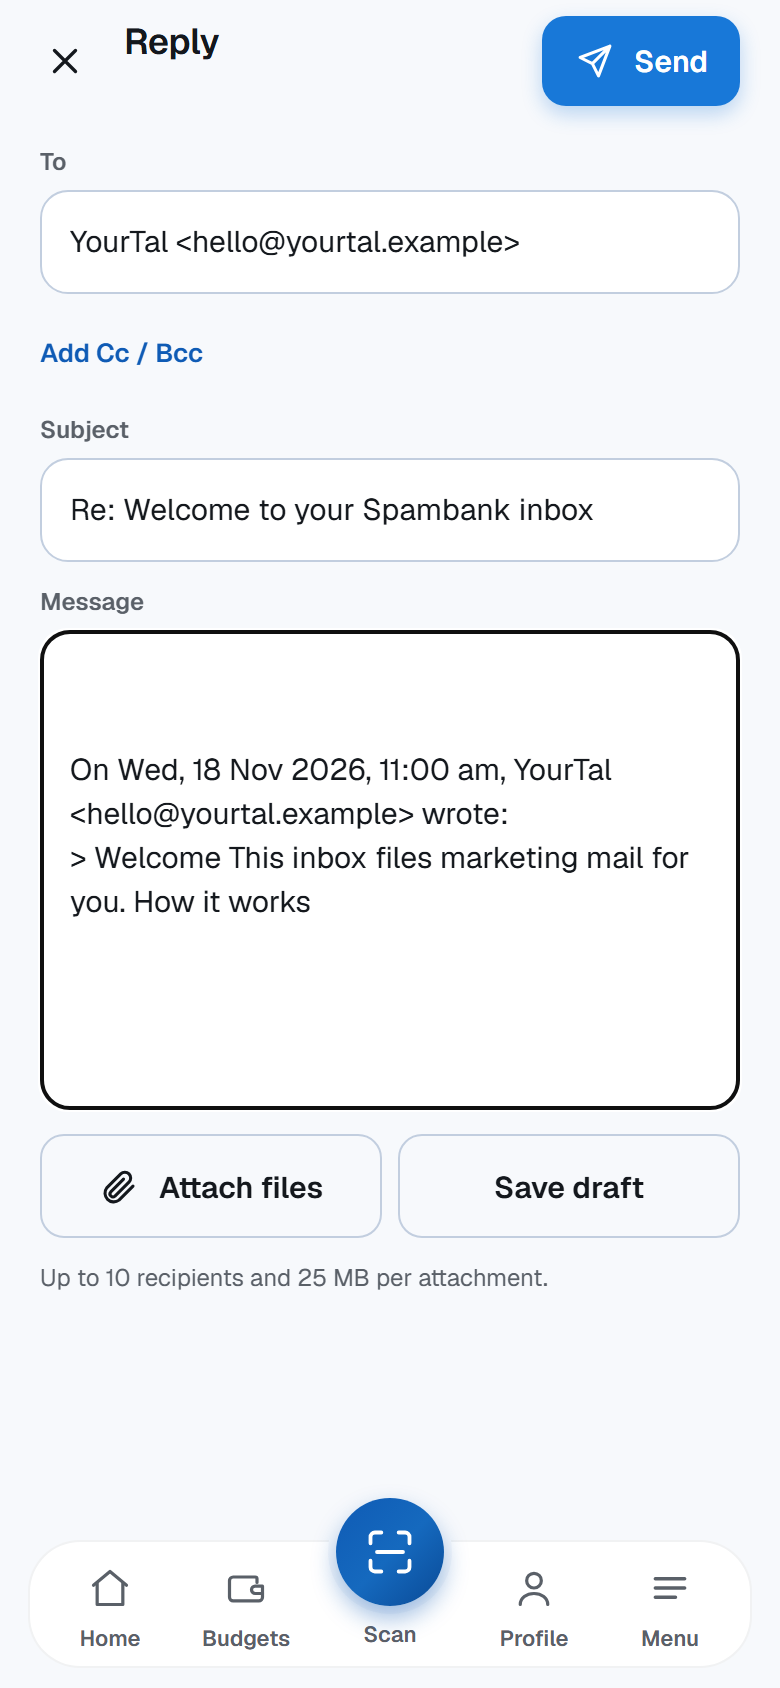 Reply
Send
To
YourTal <hello@yourtal.example>
Add Cc / Bcc
Subject
Re: Welcome to your Spambank inbox
Message
On Wed, 18 Nov 2026, 11:00 am, YourTal
<hello@yourtal.example> wrote:
> Welcome This inbox files marketing mail for
you. How it works
Attach files
Save draft
Up to 10 recipients and 25 MB per attachment.
Home
Budgets
Scan
Profile
Menu